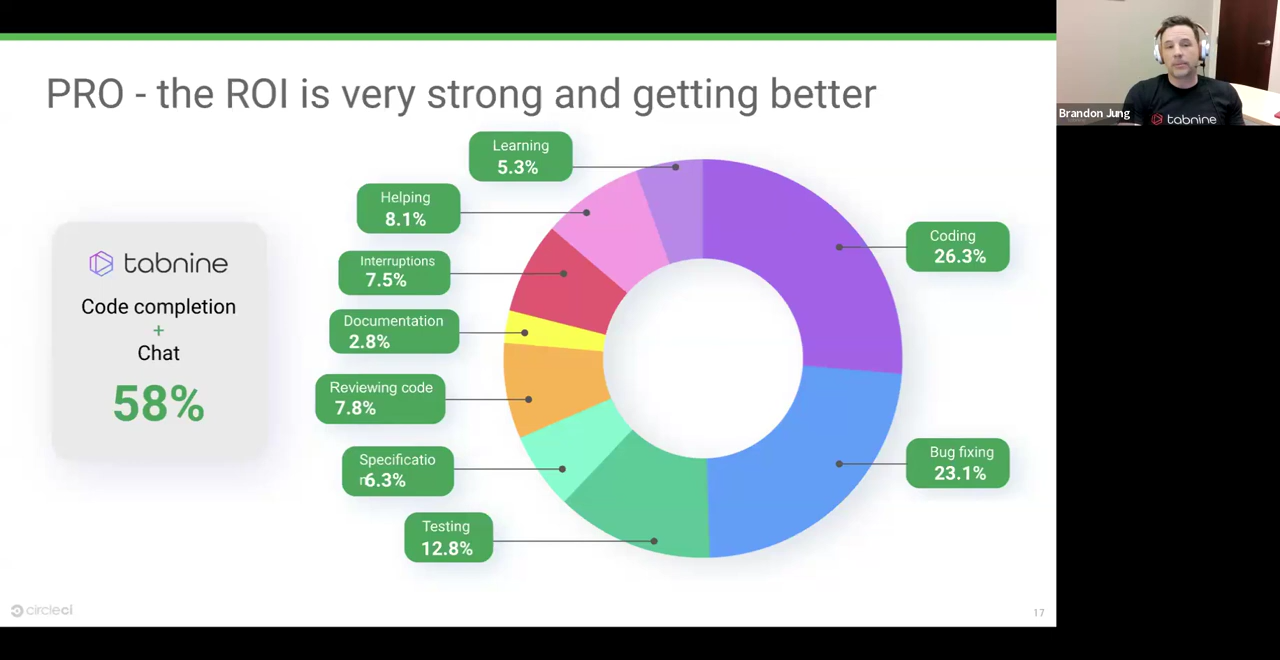 PRO - the ROI is very strong and getting better
Brandon Jung
tabnine
Learning
5.3%
Helping
8.1%
Coding
26.3%
tabnine
Code completion
+
Chat
58%
Interruptions
7.5%
Documentation
2.8%
Reviewing code
7.8%
Specificatio
n
6.3%
Bug fixing
23.1%
Testing
12.8%
circleci
17